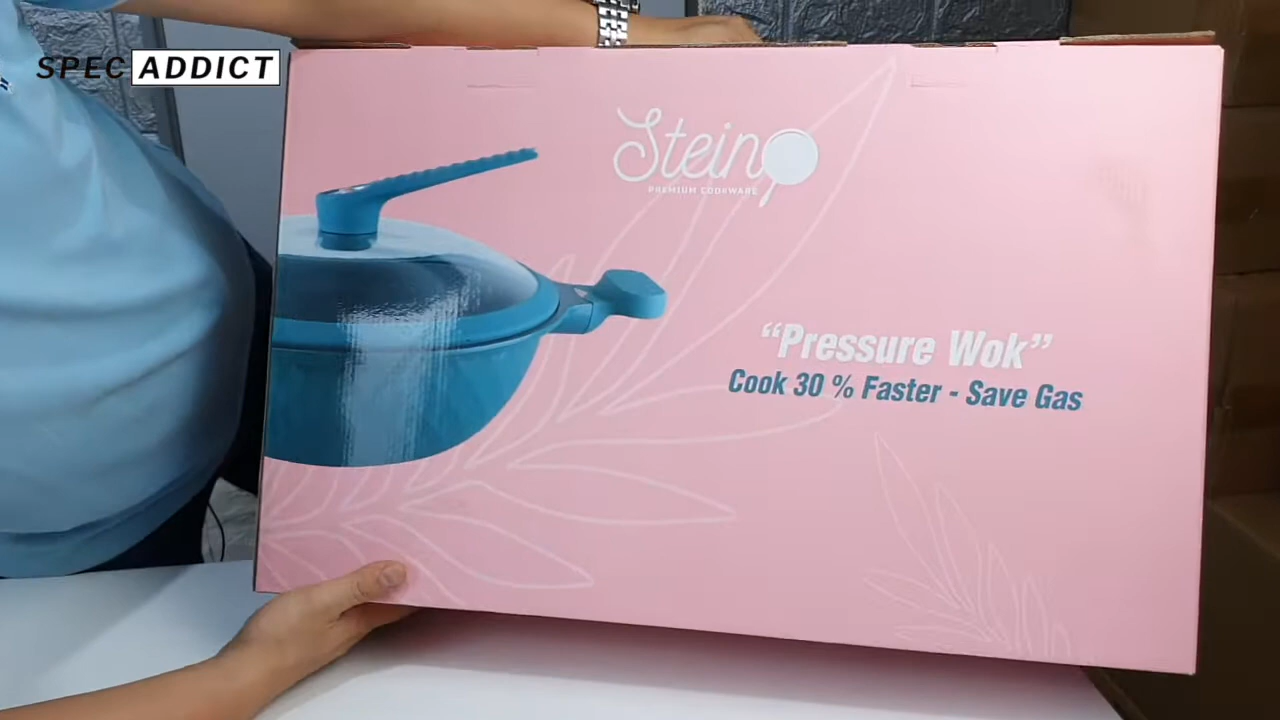 SPEC ADDICT
Stein
PREMIUM COOKWARE
“Pressure Wok”
Cook 30 % Faster - Save Gas